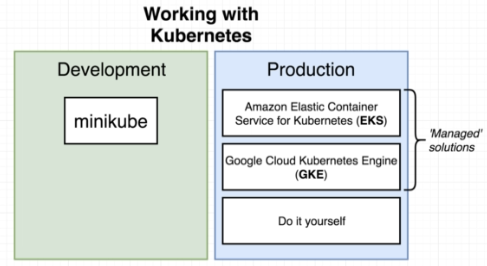 Working with
Kubernetes
Development
minikube
Production
Amazon Elastic Container
Service for Kubernetes (EKS)
Google Cloud Kubernetes Engine
(GKE)
Do it yourself
'Managed'
solutions